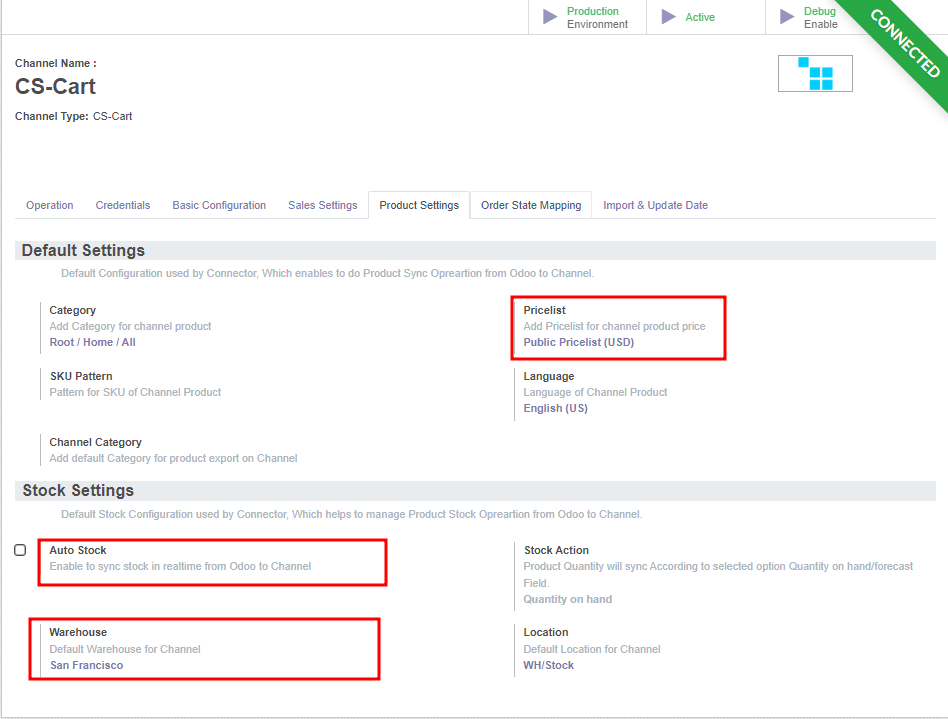 Production
Environment
Active
Debug
Enable
CONNECTED
Channel Name :
CS-Cart
Channel Type: CS-Cart
Operation
Credentials
Basic Configuration
Sales Settings
Product Settings
Order State Mapping
Import & Update Date
Default Settings
Default Configuration used by Connector, Which enables to do Product Sync Opreartion from Odoo to Channel.
Category
Add Category for channel product
Root / Home / All
Pricelist
Add Pricelist for channel product price
Public Pricelist (USD)
SKU Pattern
Pattern for SKU of Channel Product
Language
Language of Channel Product
English (US)
Channel Category
Add default Category for product export on Channel
Stock Settings
Default Stock Configuration used by Connector, Which helps to manage Product Stock Opreartion from Odoo to Channel.
Auto Stock
Enable to sync stock in realtime from Odoo to Channel
Stock Action
Product Quantity will sync According to selected option Quantity on hand/forecast
Field.
Quantity on hand
Warehouse
Default Warehouse for Channel
San Francisco
Location
Default Location for Channel
WH/Stock